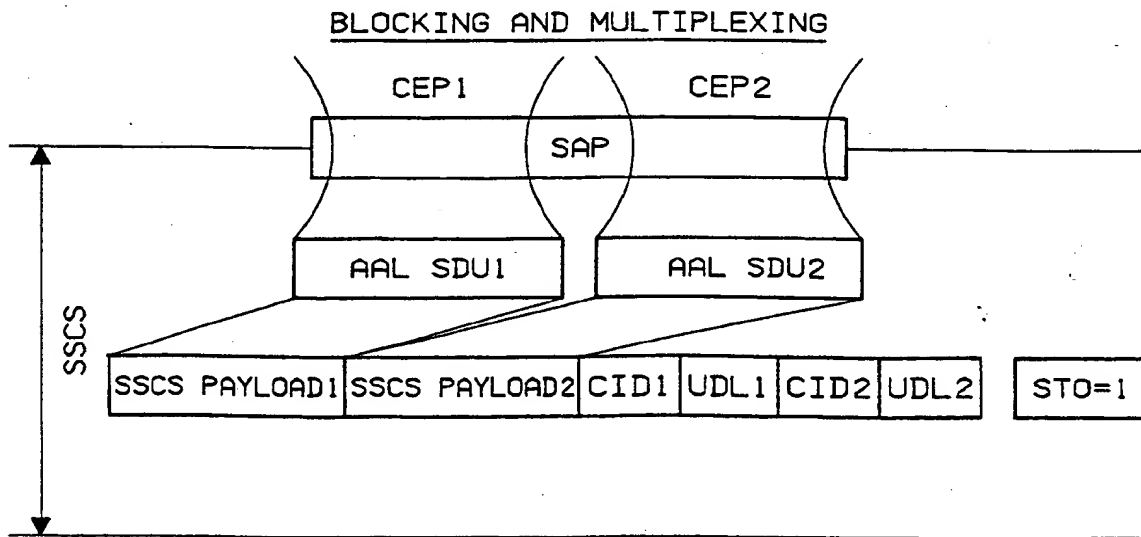 BLOCKING AND MULTIPLEXING
CEP1 CEP2
SAP
AAL SDU1 AAL SDU2
SSCS
SSCS PAYLOAD1 SSCS PAYLOAD2 CID1 UDL1 CID2 UDL2 STO=1